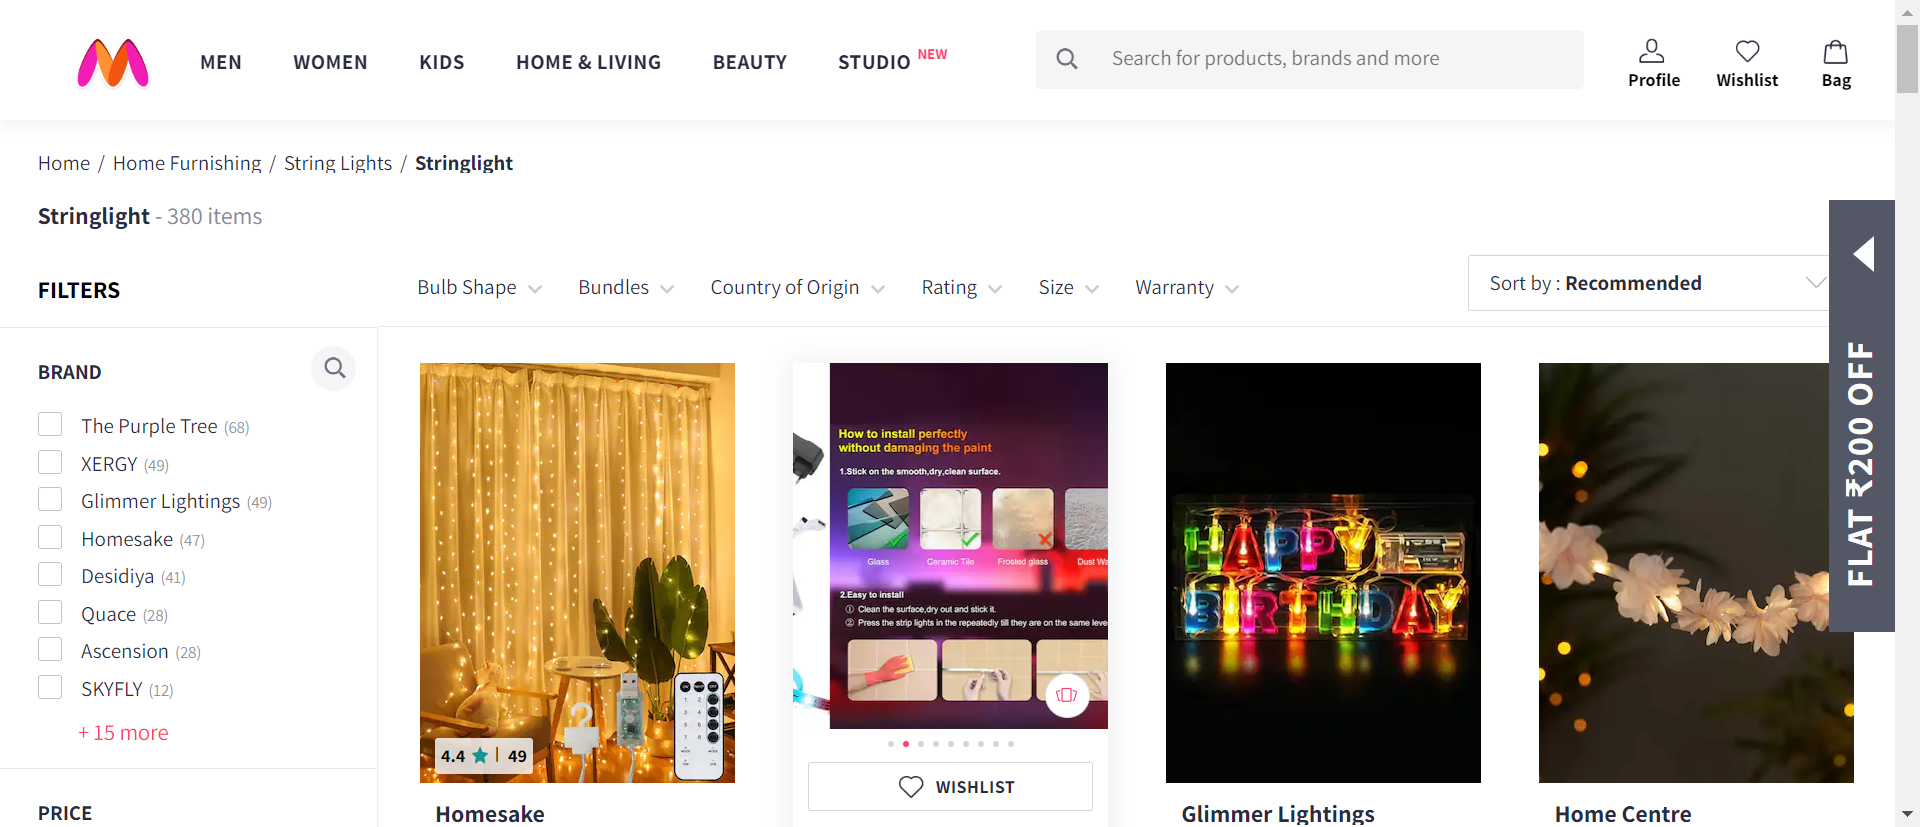 MEN WOMEN KIDS HOME & LIVING BEAUTY STUDIO NEW
Search for products, brands and more
Profile Wishlist Bag
Home / Home Furnishing / String Lights / Stringlight
Stringlight - 380 items
FILTERS
Bulb Shape Bundles Country of Origin Rating Size Warranty
Sort by : Recommended
FLAT ₹200 OFF
BRAND
The Purple Tree (68)
XERGY (49)
Glimmer Lightings (49)
Homesake (47)
Desidiya (41)
Quace (28)
Ascension (28)
SKYFLY (12)
+ 15 more
PRICE
4.4 | 49
Homesake
How to install perfectly
without damaging the paint
1.Stick on the smooth,dry,clean surface.
Glass Ceramic Tile Frosted glass Dust Wa
2.Easy to install
① Clean the surface,dry out and stick it.
② Press the strip lights in the repeatedly till they are on the same leve
WISHLIST
HAPPY
BIRTHDAY
Glimmer Lightings
Home Centre